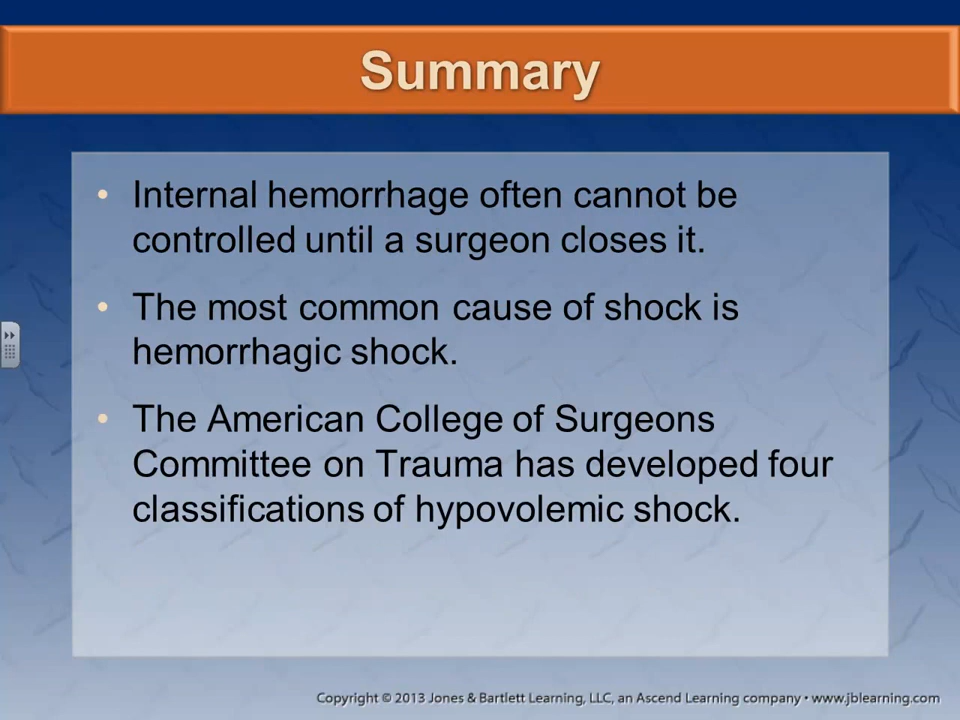 Summary
• Internal hemorrhage often cannot be
controlled until a surgeon closes it.
• The most common cause of shock is
hemorrhagic shock.
• The American College of Surgeons
Committee on Trauma has developed four
classifications of hypovolemic shock.
Copyright © 2013 Jones & Bartlett Learning, LLC, an Ascend Learning company • www.jblearning.com